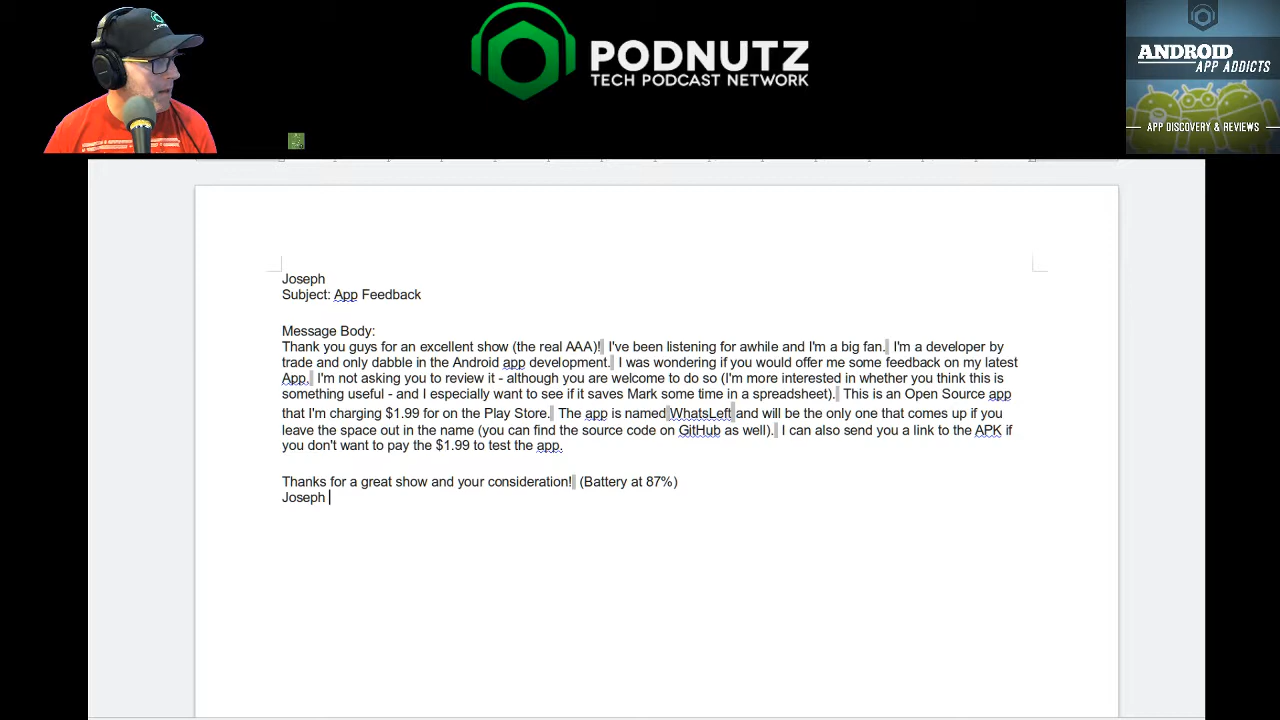 PODNUTZ
TECH PODCAST NETWORK
ANDROID
APP ADDICTS
APP DISCOVERY & REVIEWS
Joseph
Subject: App Feedback
Message Body:
Thank you guys for an excellent show (the real AAA)! I've been listening for awhile and I'm a big fan. I'm a developer by
trade and only dabble in the Android app development. I was wondering if you would offer me some feedback on my latest
App. I'm not asking you to review it - although you are welcome to do so (I'm more interested in whether you think this is
something useful - and I especially want to see if it saves Mark some time in a spreadsheet). This is an Open Source app
that I'm charging $1.99 for on the Play Store. The app is named WhatsLeft and will be the only one that comes up if you
leave the space out in the name (you can find the source code on GitHub as well). I can also send you a link to the APK if
you don't want to pay the $1.99 to test the app.
Thanks for a great show and your consideration! (Battery at 87%)
Joseph